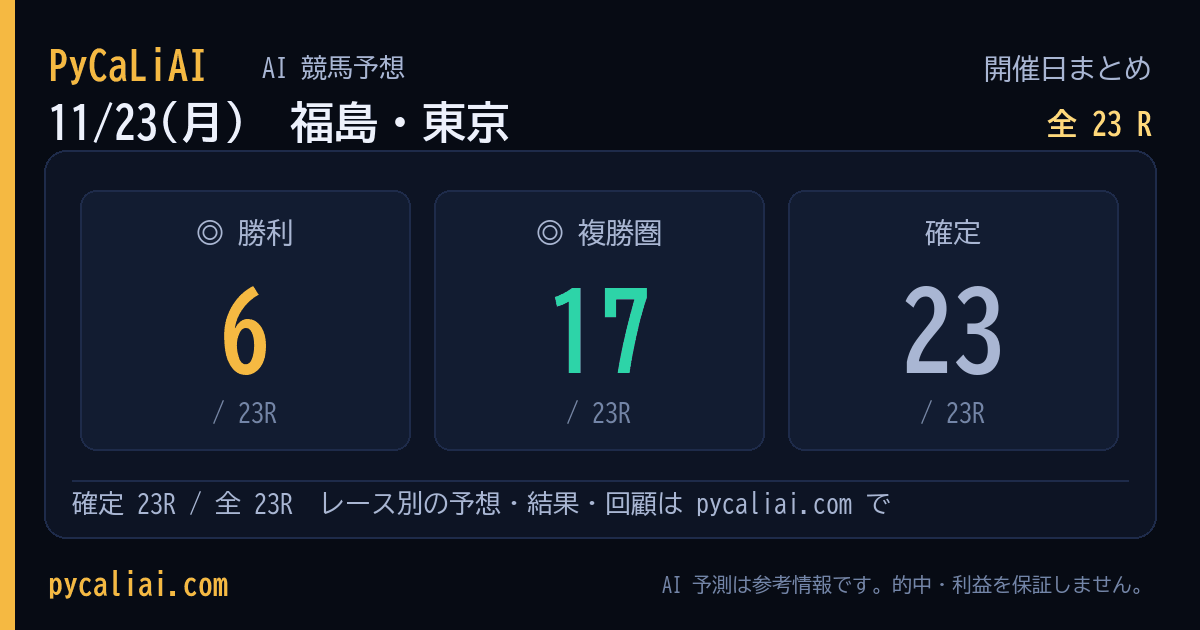 PyCaLiAI AI 競馬予想 開催日まとめ
11/23(月) 福島・東京 全 23 R
◎ 勝利 ◎ 複勝圏 確定
6 17 23
/ 23R / 23R / 23R
確定 23R / 全 23R レース別の予想・結果・回顧は pycaliai.com で
pycaliai.com AI 予測は参考情報です。的中・利益を保証しません。